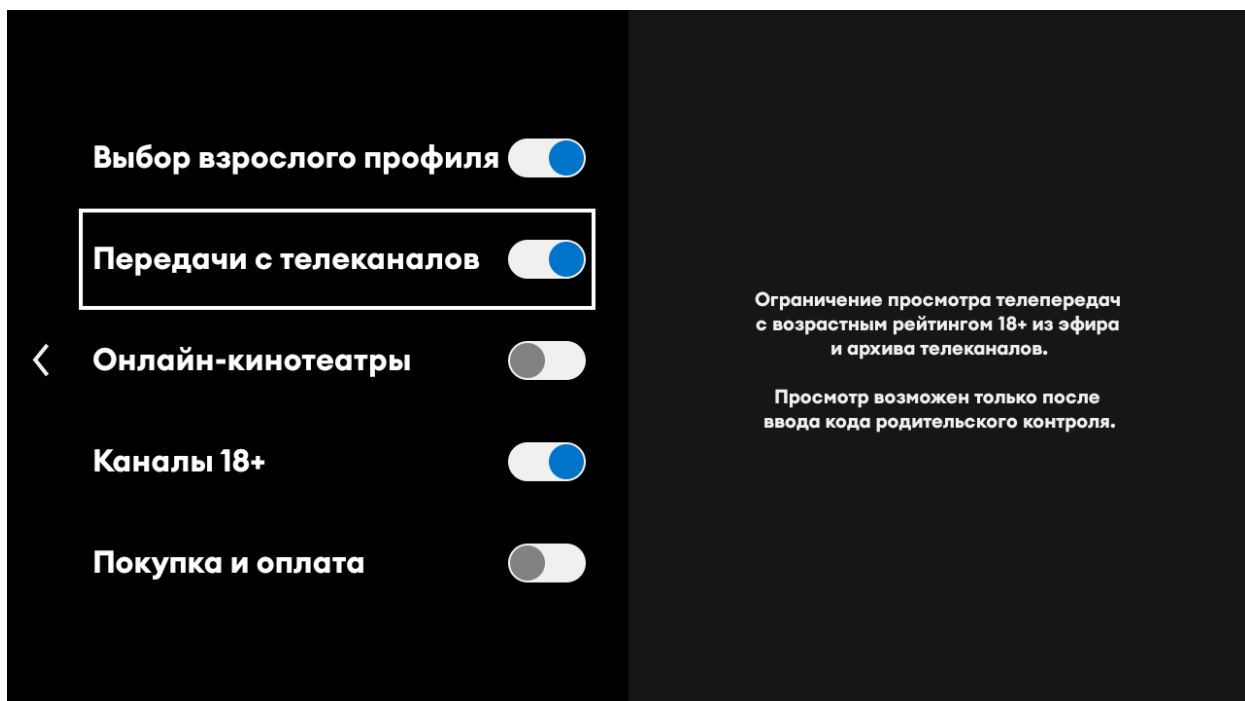 Выбор взрослого профиля
Передачи с телеканалов
Онлайн-кинотеатры
Каналы 18+
Покупка и оплата
Ограничение просмотра телепередач
с возрастным рейтингом 18+ из эфира
и архива телеканалов.
Просмотр возможен только после
ввода кода родительского контроля.